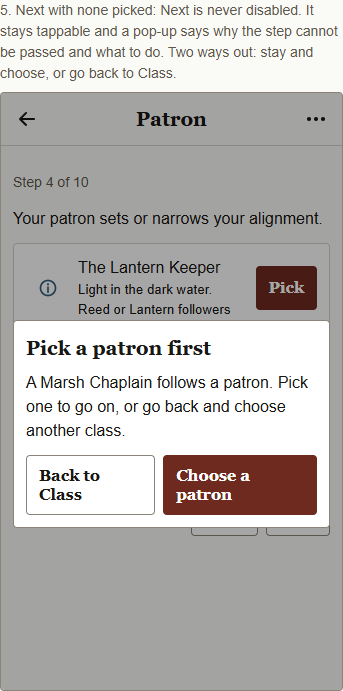 5. Next with none picked: Next is never disabled. It
stays tappable and a pop-up says why the step cannot
be passed and what to do. Two ways out: stay and
choose, or go back to Class.
Patron
Step 4 of 10
Your patron sets or narrows your alignment.
The Lantern Keeper
Light in the dark water.
Reed or Lantern followers
Pick
Pick a patron first
A Marsh Chaplain follows a patron. Pick
one to go on, or go back and choose
another class.
Back to
Class
Choose a
patron